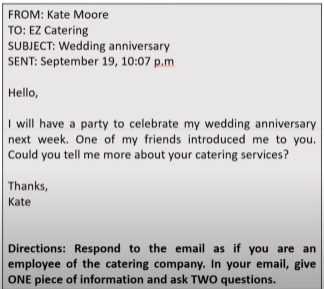 FROM: Kate Moore
TO: EZ Catering
SUBJECT: Wedding anniversary
SENT: September 19, 10:07 p.m
Hello,
I will have a party to celebrate my wedding anniversary
next week. One of my friends introduced me to you.
Could you tell me more about your catering services?
Thanks,
Kate
Directions: Respond to the email as if you are an
employee of the catering company. In your email, give
ONE piece of information and ask TWO questions.